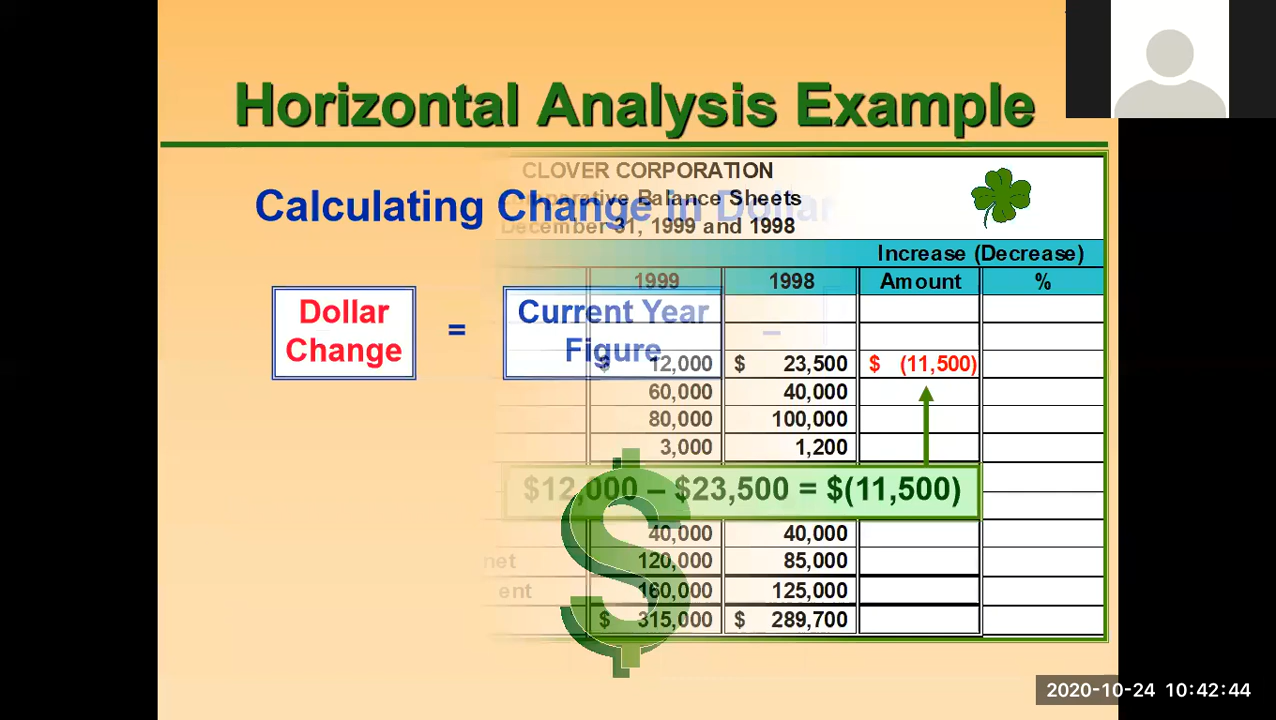 Horizontal Analysis Example
CLOVER CORPORATION
Calculating Change in Dollar
Balance Sheets
December 31, 1999 and 1998
Increase (Decrease)
1999 1998 Amount %
Dollar Change = Current Year Figure –
$ 12,000 $ 23,500 $ (11,500)
60,000 40,000
80,000 100,000
3,000 1,200
$12,000 – $23,500 = $(11,500)
$
40,000 40,000
net 120,000 85,000
ent 160,000 125,000
$ 315,000 $ 289,700
2020-10-24 10:42:44